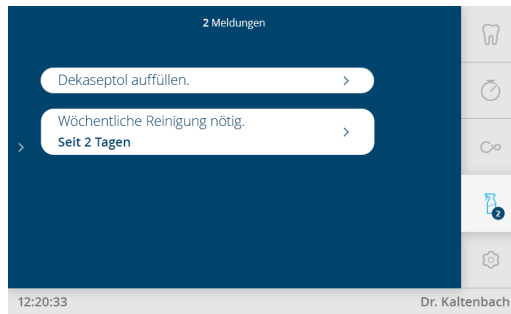 2 Meldungen
Dekaseptol auffüllen.
Wöchentliche Reinigung nötig.
Seit 2 Tagen
2
12:20:33
Dr. Kaltenbach